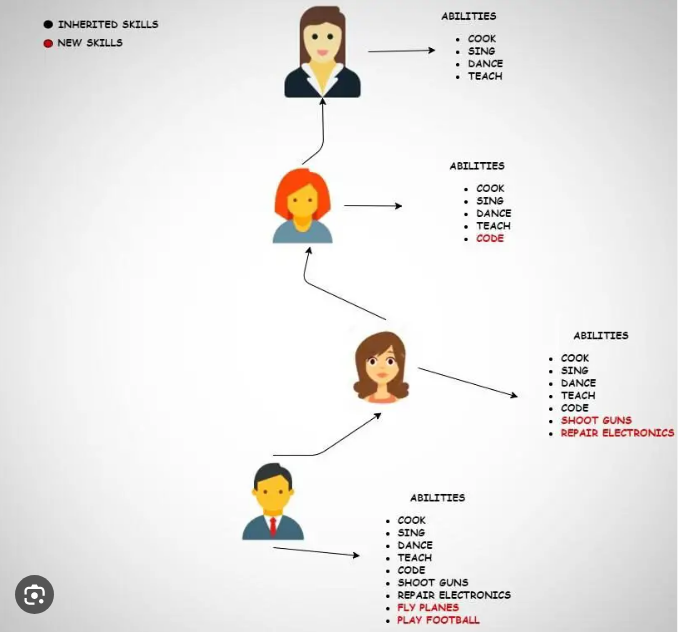 INHERITED SKILLS
NEW SKILLS
ABILITIES
COOK
SING
DANCE
TEACH
ABILITIES
COOK
SING
DANCE
TEACH
CODE
ABILITIES
COOK
SING
DANCE
TEACH
CODE
SHOOT GUNS
REPAIR ELECTRONICS
ABILITIES
COOK
SING
DANCE
TEACH
CODE
SHOOT GUNS
REPAIR ELECTRONICS
FLY PLANES
PLAY FOOTBALL